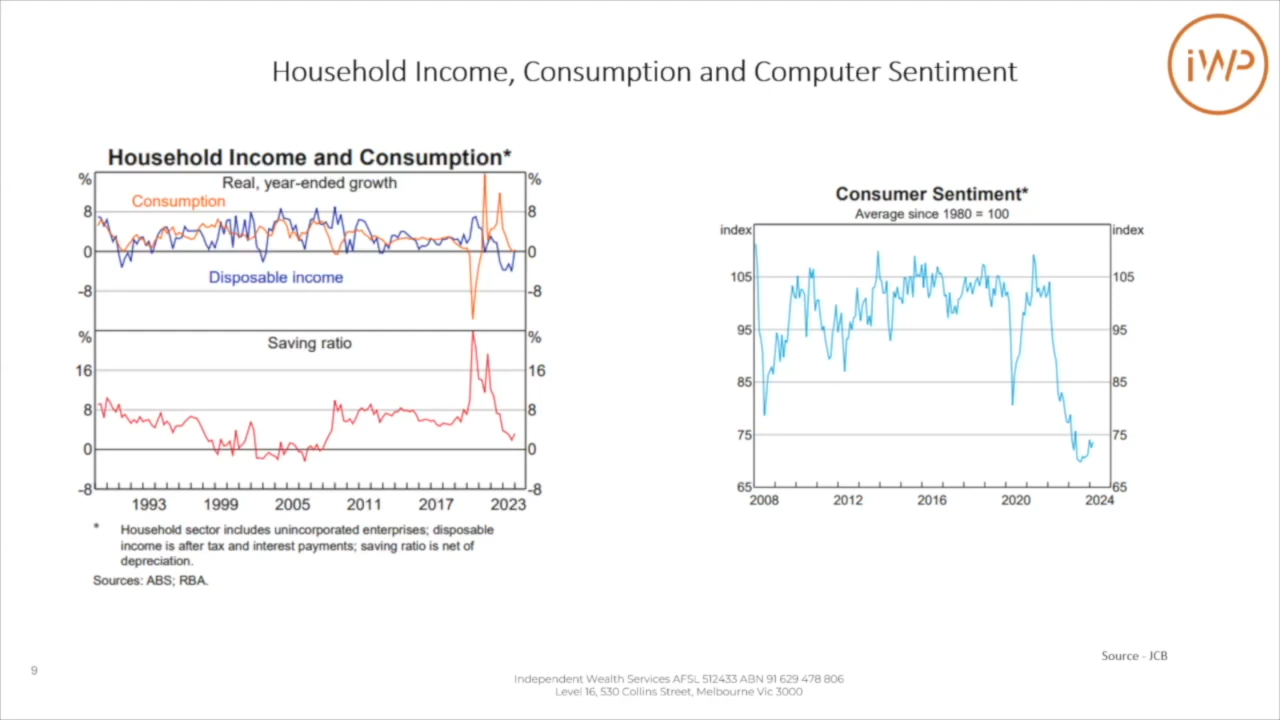 iWP
Household Income, Consumption and Computer Sentiment
Household Income and Consumption*
% %
Real, year-ended growth
Consumption
8 8
0 0
Disposable income
-8 -8
% %
Saving ratio
16 16
8 8
0 0
-8 -8
1993 1999 2005 2011 2017 2023
* Household sector includes unincorporated enterprises; disposable
income is after tax and interest payments; saving ratio is net of
depreciation.
Sources: ABS; RBA.
Consumer Sentiment*
Average since 1980 = 100
index index
105 105
95 95
85 85
75 75
65 65
2008 2012 2016 2020 2024
Source - JCB
9
Independent Wealth Services AFSL 512433 ABN 91 629 478 806
Level 16, 530 Collins Street, Melbourne Vic 3000